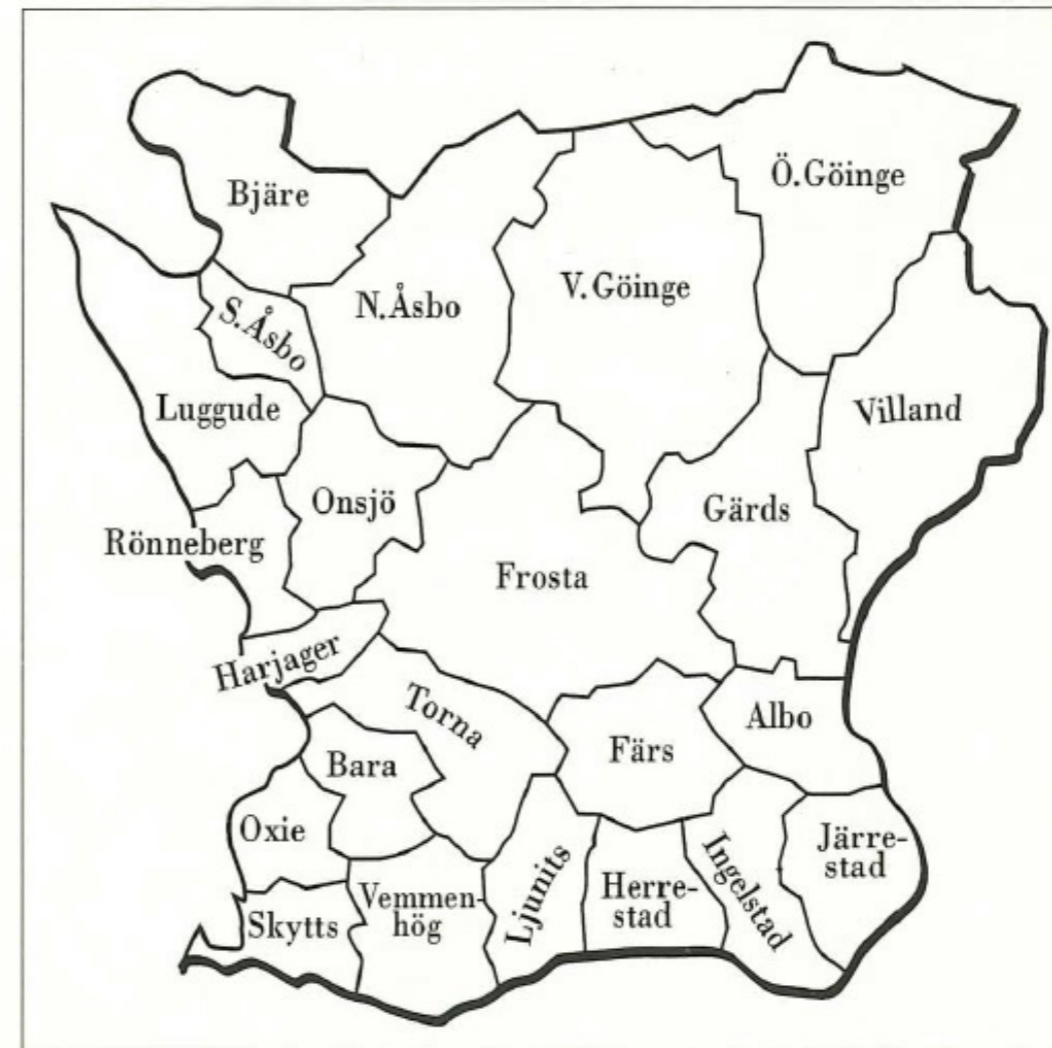 Ö.Göinge
Bjäre
V.Göinge
N.Åsbo
S.Åsbo
Luggude
Villand
Onsjö
Gärds
Rönneberg
Frosta
Harjager
Torna
Albo
Färs
Bara
Oxie
Järre-
stad
Ingelstad
Ljunits
Herre-
stad
Vemmen-
hög
Skytts